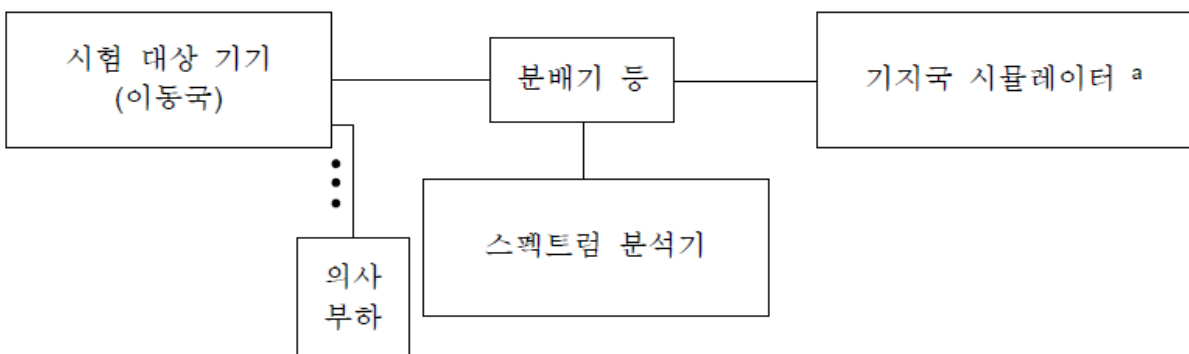 시험 대상 기기
(이동국)
분배기 등
기지국 시뮬레이터 a
스펙트럼 분석기
의사
부하